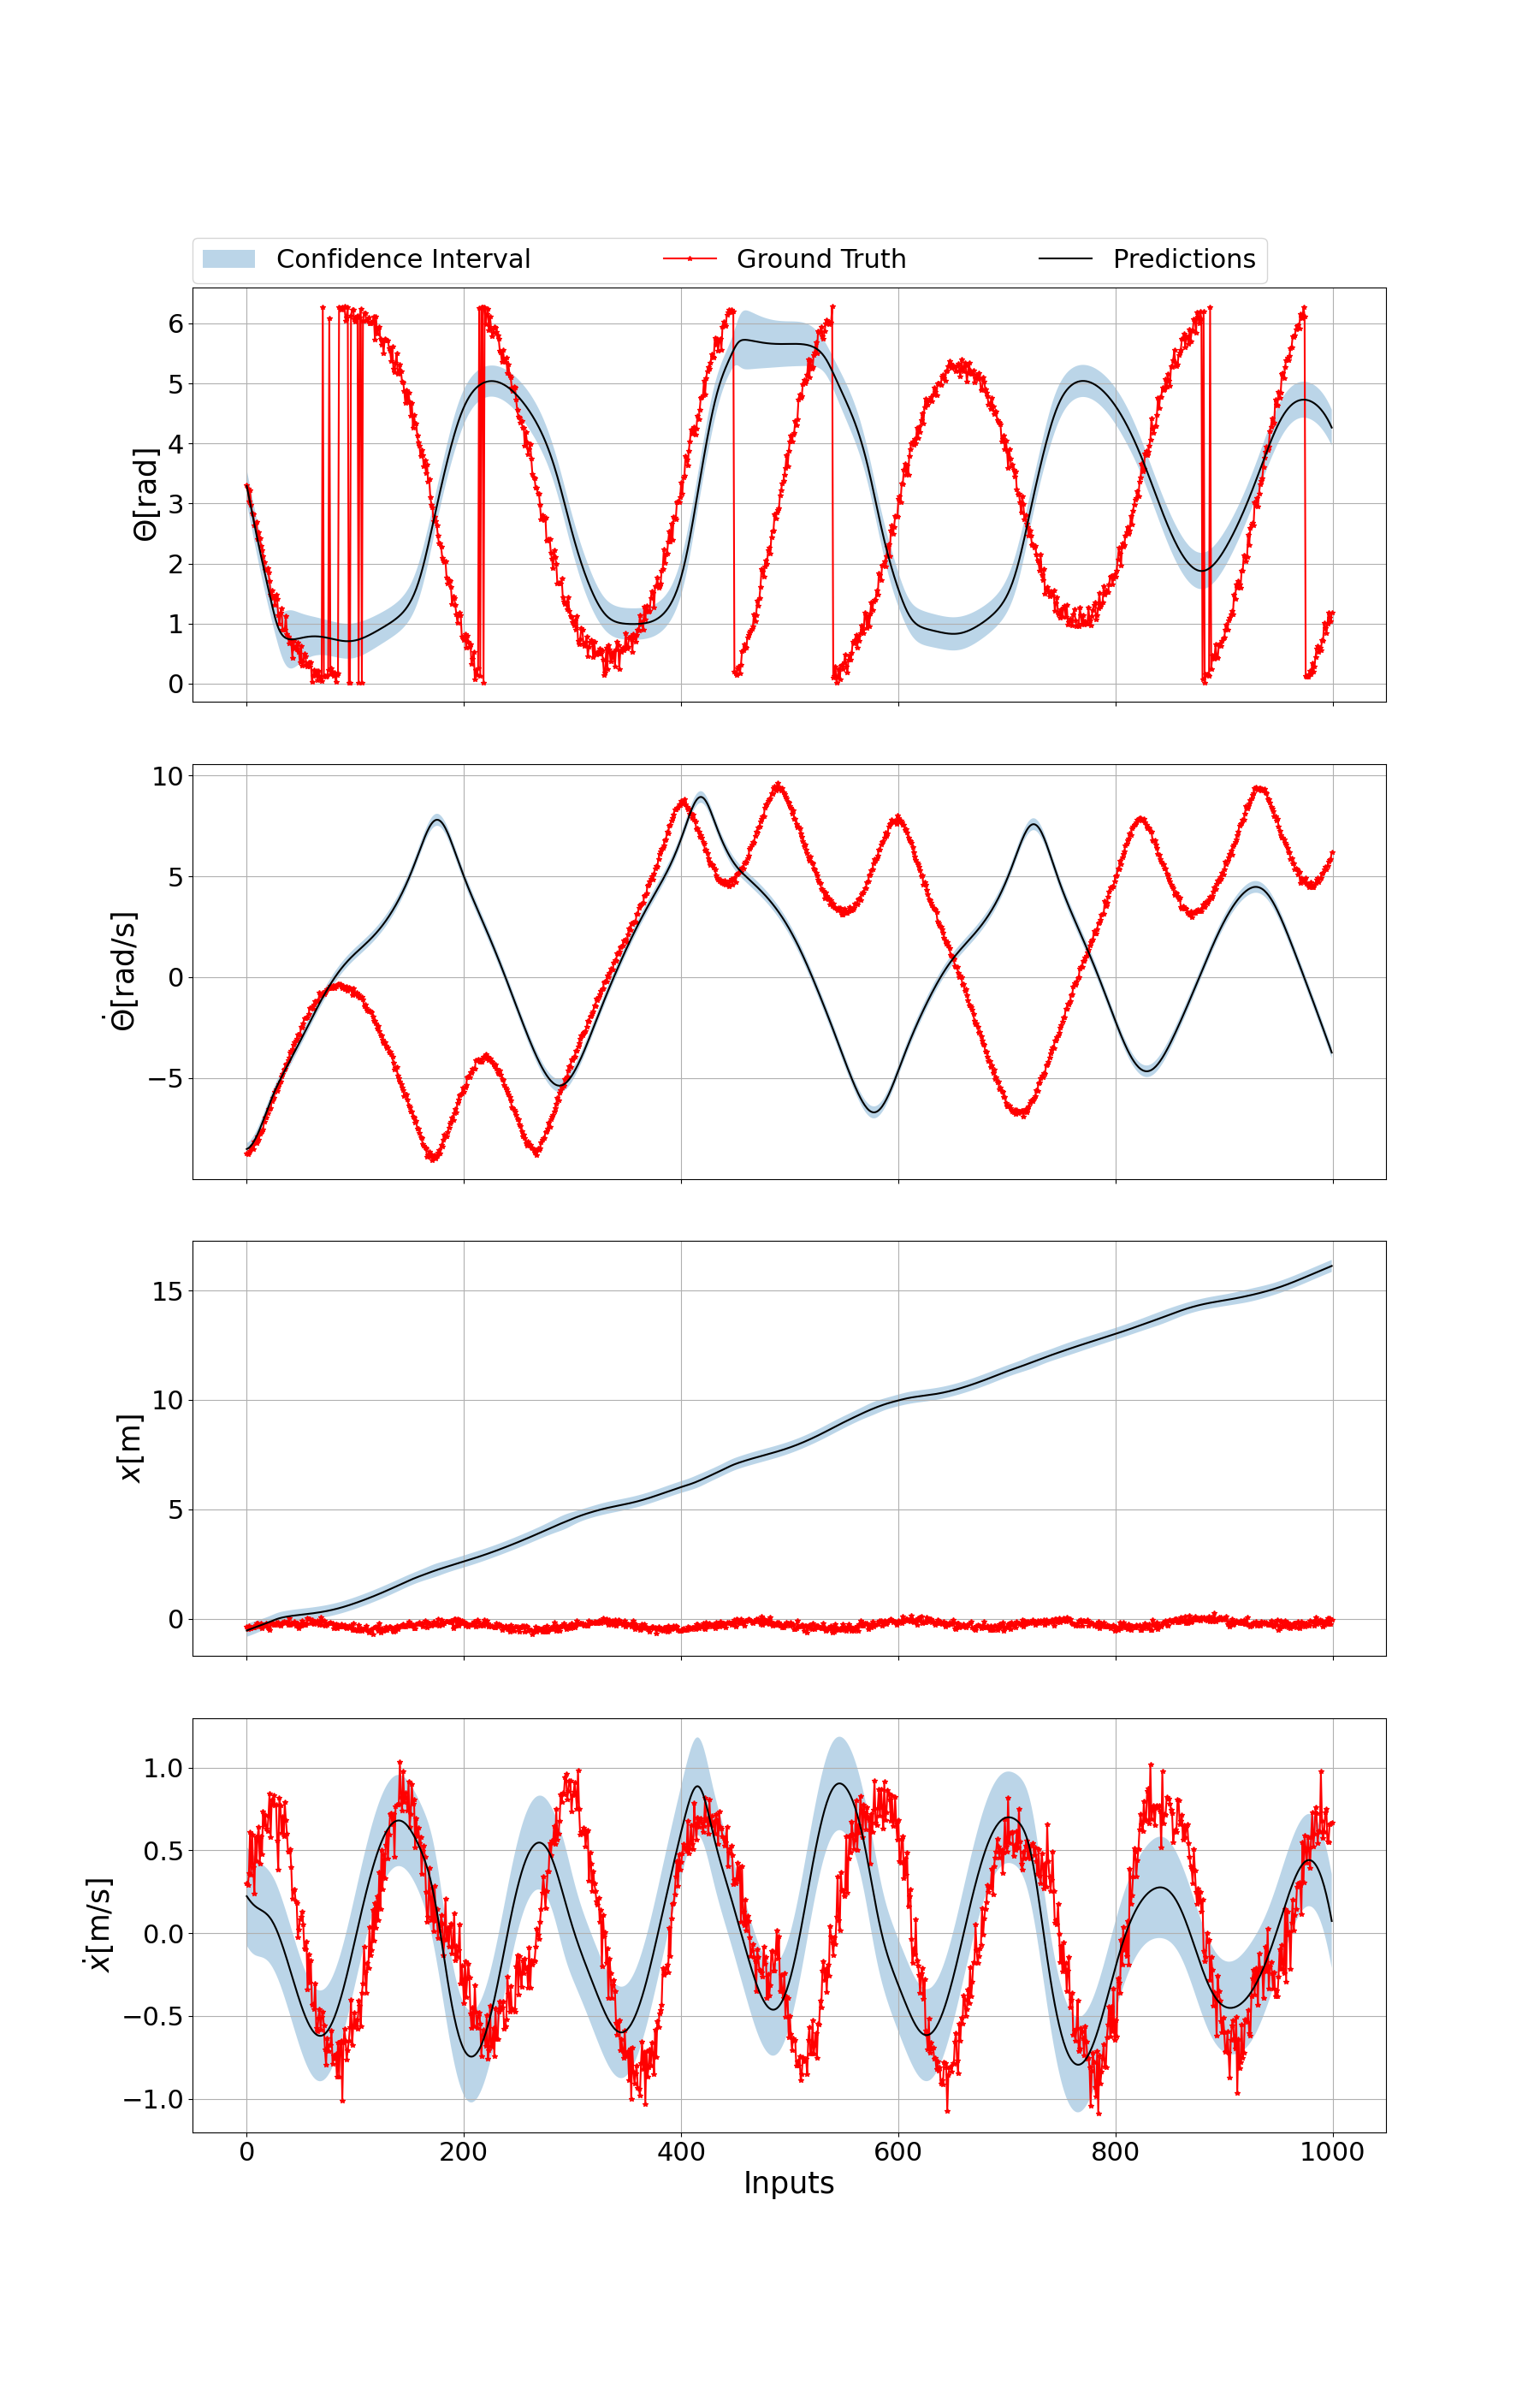 Confidence Interval Ground Truth Predictions
6
5
4
3
2
1
0
Θ[rad]
10
5
0
−5
Θ̇[rad/s]
15
10
5
0
x[m]
1.0
0.5
0.0
−0.5
−1.0
ẋ[m/s]
0 200 400 600 800 1000
Inputs